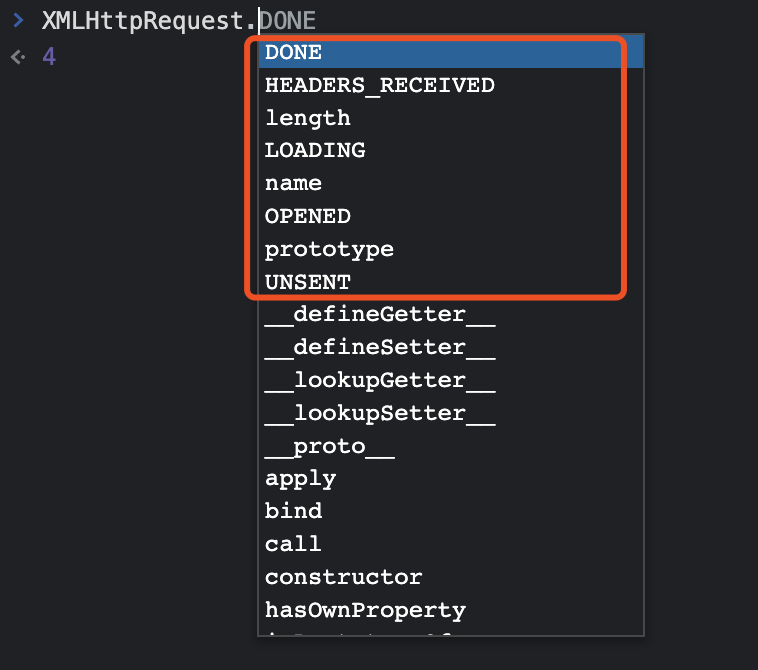 > XMLHttpRequest.DONE
<· 4
DONE
HEADERS_RECEIVED
length
LOADING
name
OPENED
prototype
UNSENT
__defineGetter__
__defineSetter__
__lookupGetter__
__lookupSetter__
__proto__
apply
bind
call
constructor
hasOwnProperty